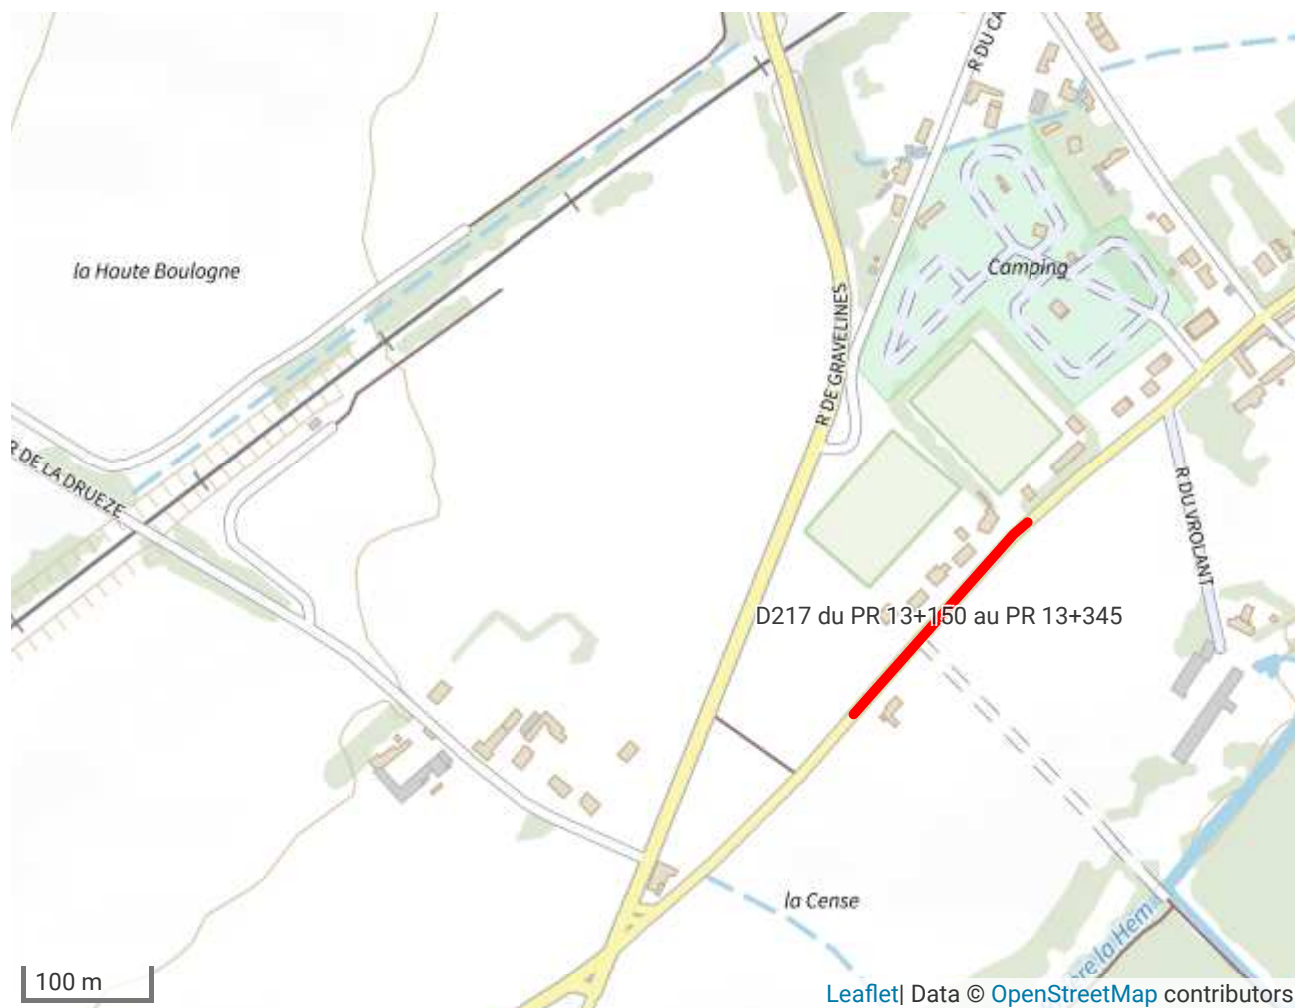 R DU CA
la Haute Boulogne
Camping
R DE GRAVELINES
R DE LA DRUEZE
R DU VROLANT
D217 du PR 13+150 au PR 13+345
la Cense
ère la Hem
100 m
Leaflet| Data © OpenStreetMap contributors